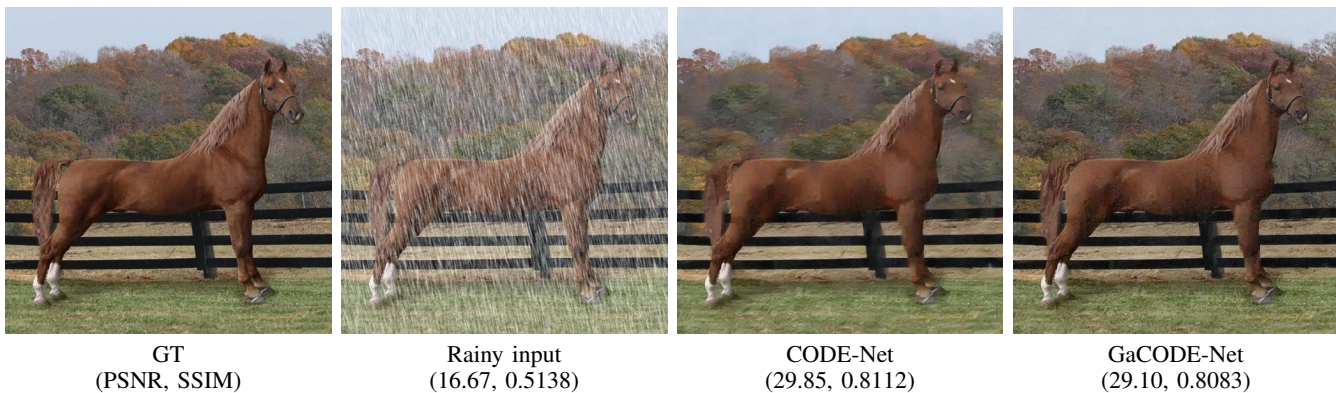 GT
(PSNR, SSIM)
Rainy input
(16.67, 0.5138)
CODE-Net
(29.85, 0.8112)
GaCODE-Net
(29.10, 0.8083)